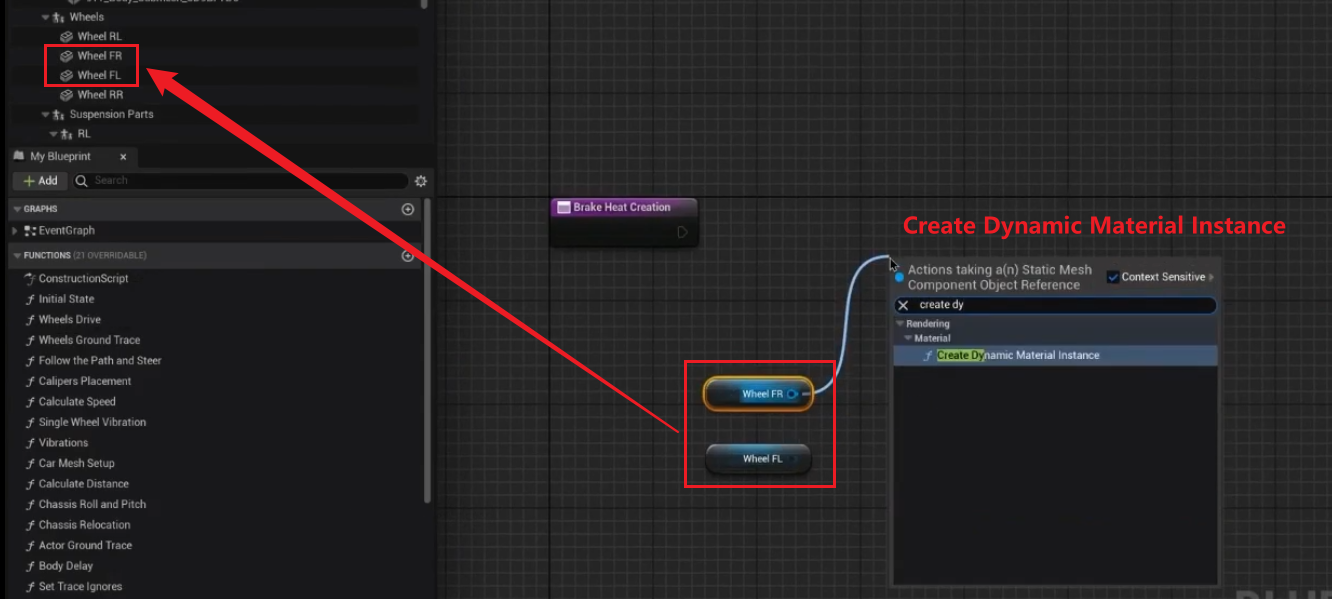 Wheels
Wheel RL
Wheel FR
Wheel FL
Wheel RR
Suspension Parts
RL
My Blueprint
Add
Search
GRAPHS
EventGraph
FUNCTIONS (21 OVERRIDABLE)
ConstructionScript
Initial State
Wheels Drive
Wheels Ground Trace
Follow the Path and Steer
Calipers Placement
Calculate Speed
Single Wheel Vibration
Vibrations
Car Mesh Setup
Calculate Distance
Chassis Roll and Pitch
Chassis Relocation
Actor Ground Trace
Body Delay
Set Trace Ignores
Brake Heat Creation
Create Dynamic Material Instance
Actions taking a(n) Static Mesh
Component Object Reference
Context Sensitive
create dy
Rendering
Material
Create Dynamic Material Instance
Wheel FR
Wheel FL